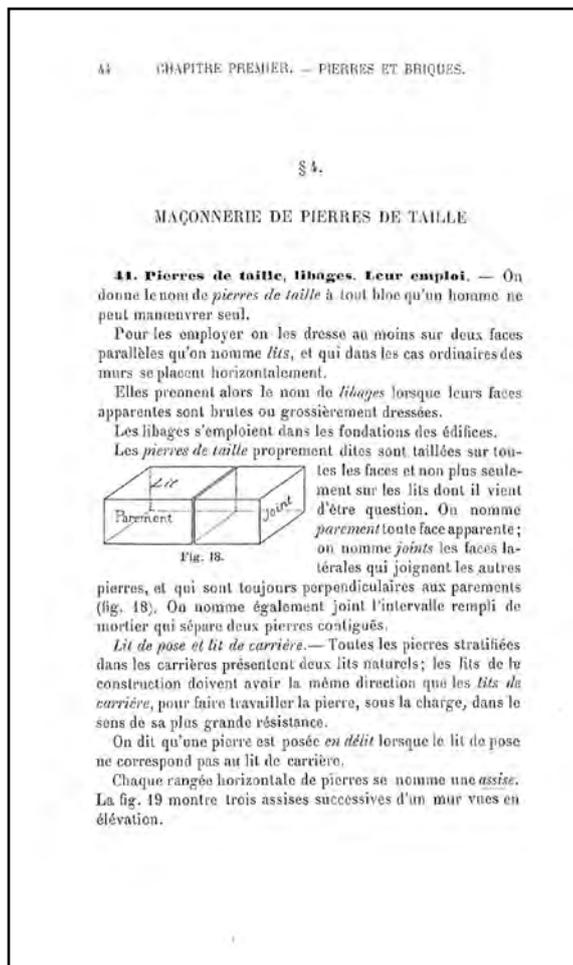 44 CHAPITRE PREMIER. — PIERRES ET BRIQUES.
§ 4.
MAÇONNERIE DE PIERRES DE TAILLE
41. Pierres de taille, libages. Leur emploi. — On
donne le nom de pierres de taille à tout bloc qu'un homme ne
peut manœuvrer seul.
Pour les employer on les dresse au moins sur deux faces
parallèles qu'on nomme lits, et qui dans les cas ordinaires des
murs se placent horizontalement.
Elles prennent alors le nom de libages lorsque leurs faces
apparentes sont brutes ou grossièrement dressées.
Les libages s'emploient dans les fondations des édifices.
Les pierres de taille proprement dites sont taillées sur tou-
tes les faces et non plus seule-
ment sur les lits dont il vient
d'être question. On nomme
parement toute face apparente ;
on nomme joints les faces la-
térales qui joignent les autres
Lit
Parement
Joint
Fig. 18.
pierres, et qui sont toujours perpendiculaires aux parements
(fig. 18). On nomme également joint l'intervalle rempli de
mortier qui sépare deux pierres contiguës.
Lit de pose et lit de carrière. — Toutes les pierres stratifiées
dans les carrières présentent deux lits naturels ; les lits de la
construction doivent avoir la même direction que les lits de
carrière, pour faire travailler la pierre, sous la charge, dans le
sens de sa plus grande résistance.
On dit qu'une pierre est posée en délit lorsque le lit de pose
ne correspond pas au lit de carrière.
Chaque rangée horizontale de pierres se nomme une assise.
La fig. 19 montre trois assises successives d'un mur vues en
élévation.